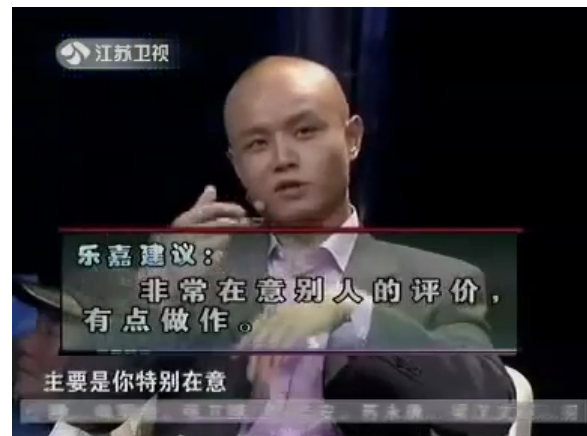 江苏卫视
乐嘉建议:
非常在意别人的评价,
有点做作。
主要是你特别在意